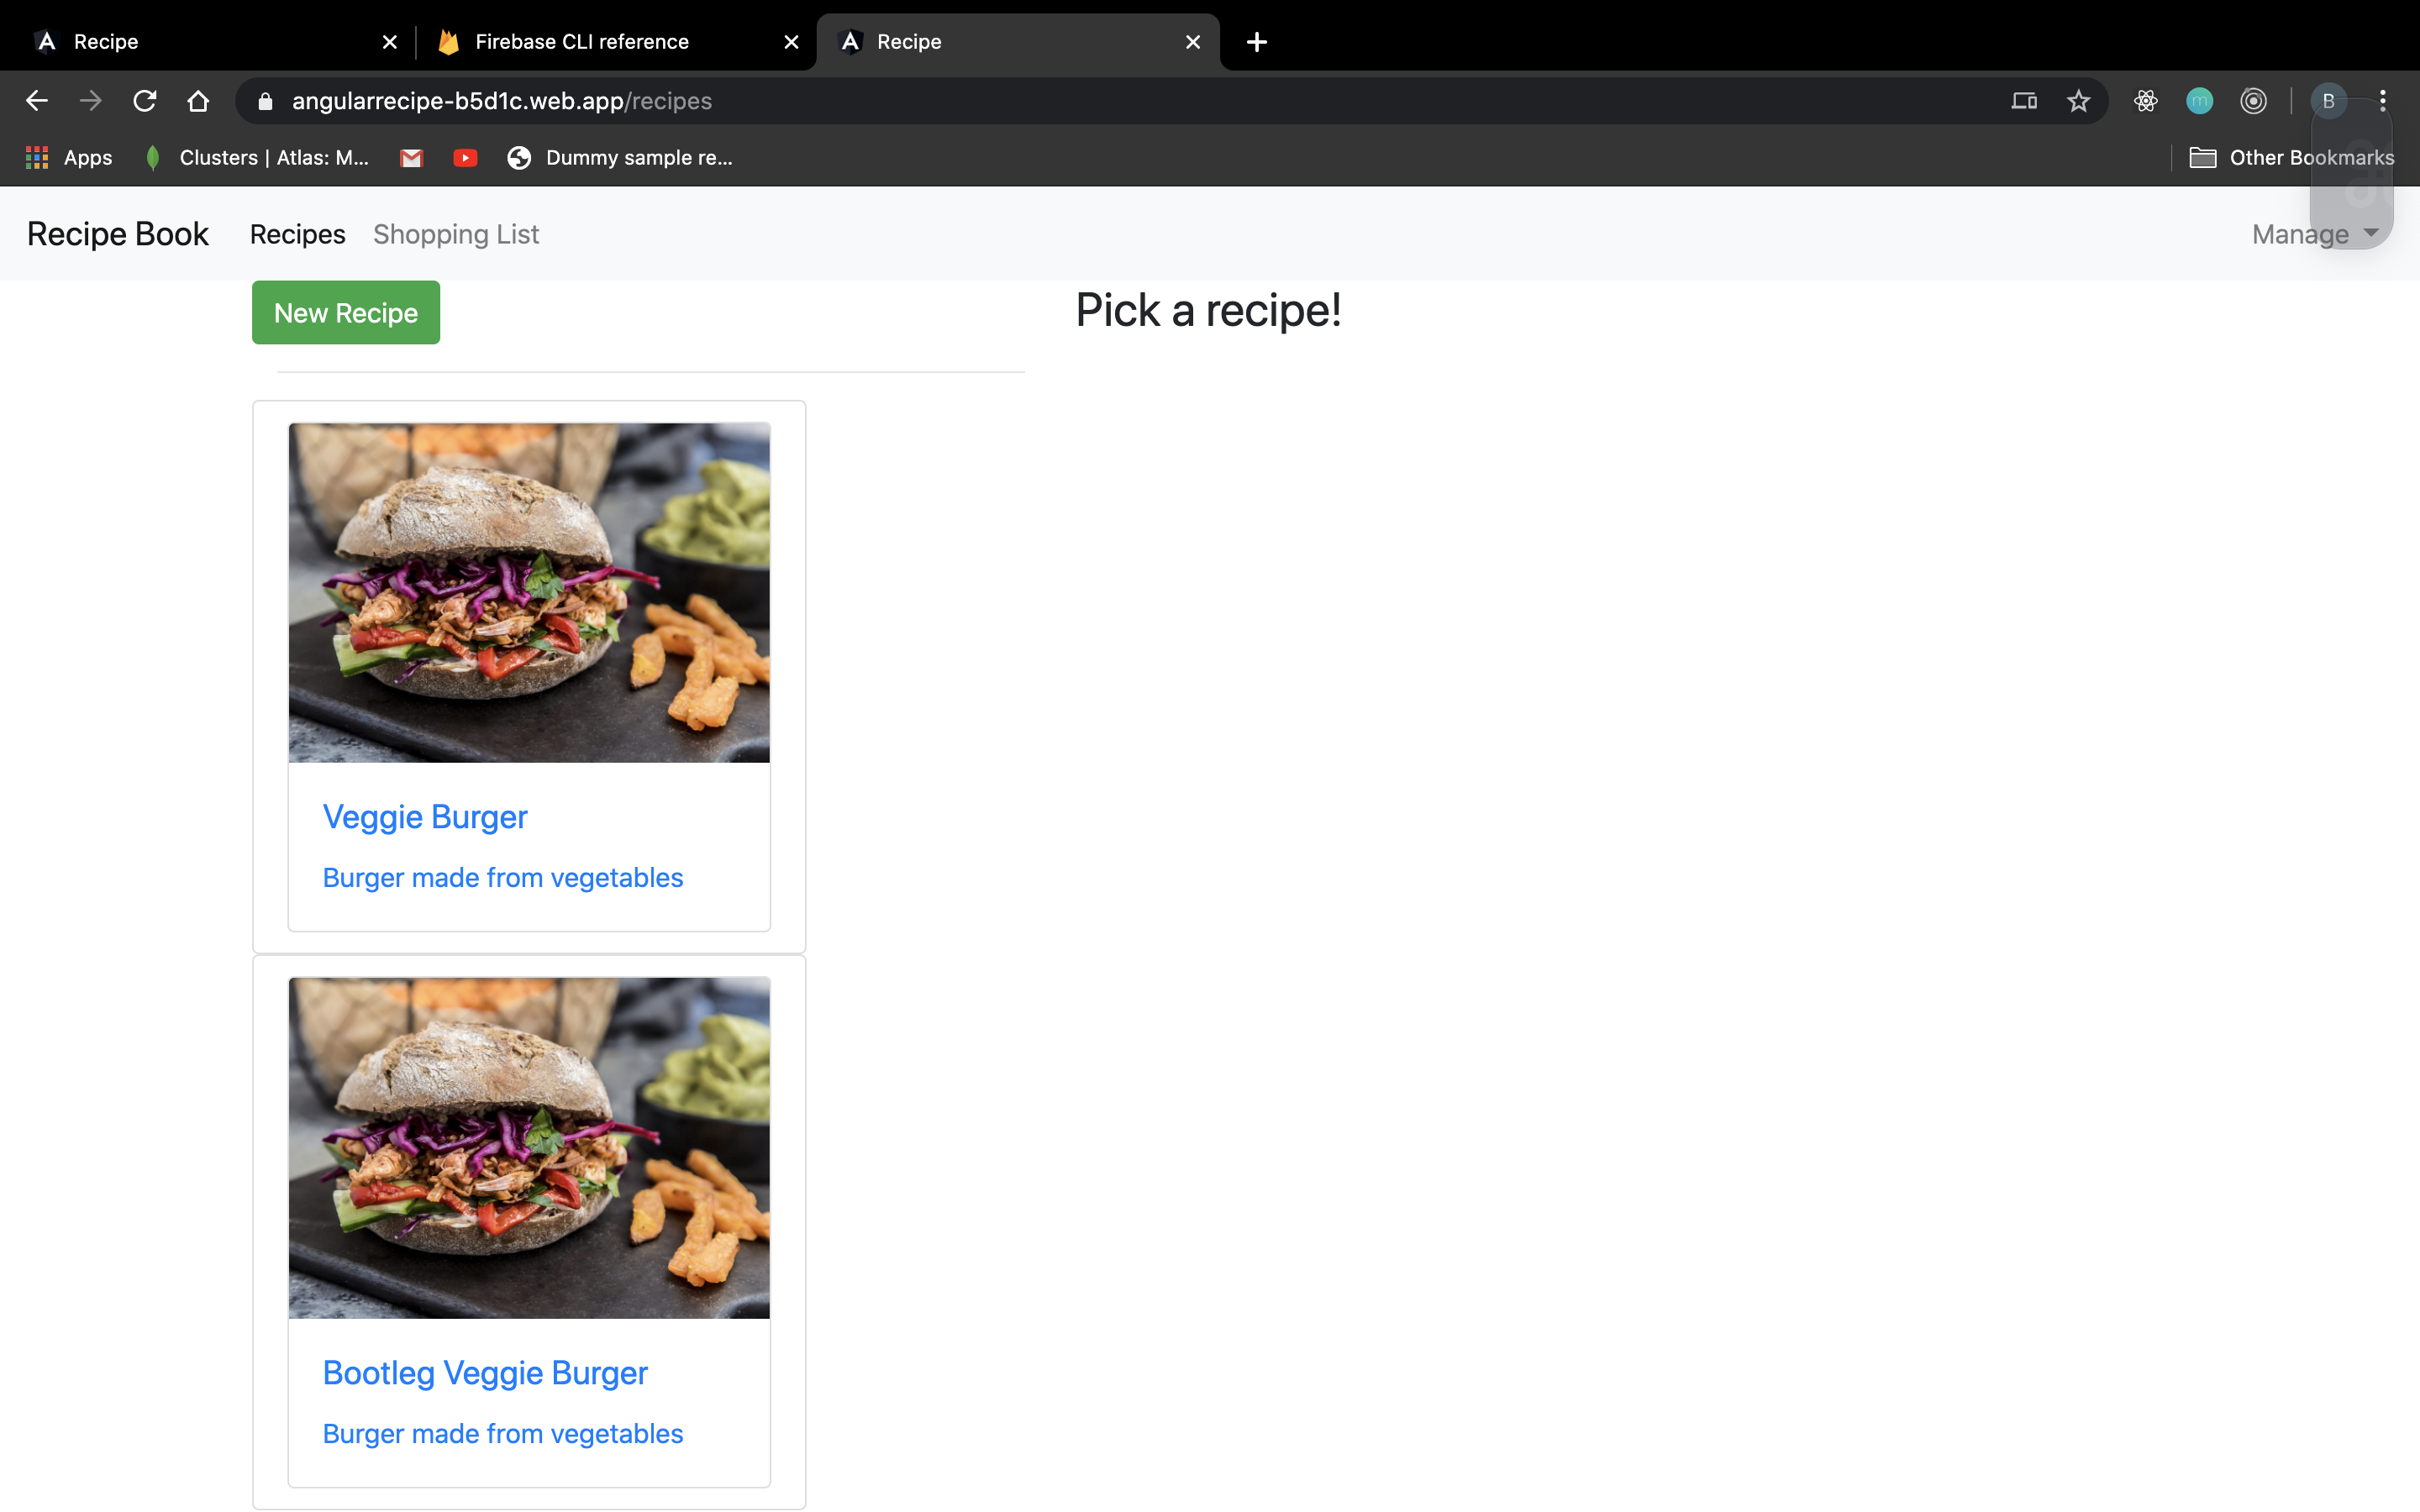 Recipe
Firebase CLI reference
Recipe
angularrecipe-b5d1c.web.app/recipes
B
Apps
Clusters | Atlas: M...
Dummy sample re...
Other Bookmarks
Recipe Book
Recipes
Shopping List
Manage
New Recipe
Pick a recipe!
Veggie Burger
Burger made from vegetables
Bootleg Veggie Burger
Burger made from vegetables